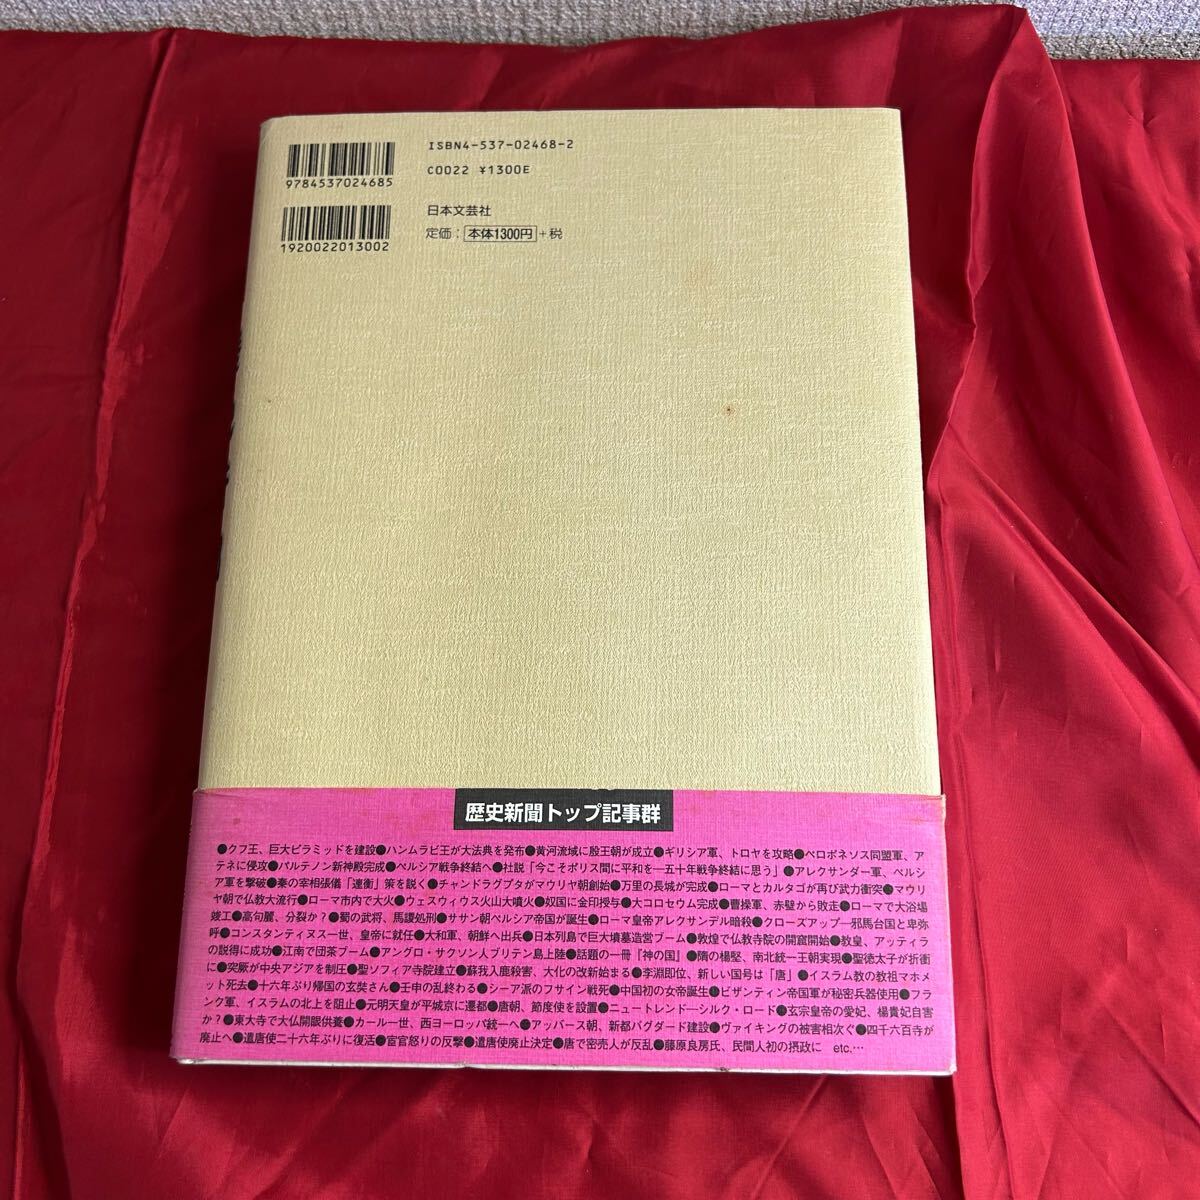 ISBN4-537-02468-2
C0022 ¥1300E
9784537024685
日本文芸社
定価：本体1300円+税
1920022013002
歴史新聞トップ記事群
●クフ王、巨大ピラミッドを建設●ハンムラビ王が大法典を発布●黄河流域に殷王朝が成立●ギリシア軍、トロヤを攻略●ペロポネソス同盟軍、ア
テネに侵攻●パルテノン新神殿完成●ペルシア戦争終結へ●社説「今こそポリス間に平和を―五十年戦争終結に思う」●アレクサンダー軍、ペルシ
ア軍を撃破●秦の宰相張儀「連衡」策を説く●チャンドラグプタがマウリヤ朝創始●万里の長城が完成●ローマとカルタゴが再び武力衝突●マウリ
ヤ朝で仏教大流行●ローマ市内で大火●ウェスウィウス火山大噴火●奴国に金印授与●大コロセウム完成●曹操軍、赤壁から敗走●ローマで大浴場
竣工●高句麗、分裂か？●蜀の武将、馬謖処刑●ササン朝ペルシア帝国が誕生●ローマ皇帝アレクサンデル暗殺●クローズアップ―邪馬台国と卑弥
呼●コンスタンティヌス一世、皇帝に就任●大和軍、朝鮮へ出兵●日本列島で巨大墳墓造営ブーム●敦煌で仏教寺院の開窟開始●教皇、アッティラ
の説得に成功●江南で団茶ブーム●アングロ・サクソン人ブリテン島上陸●話題の一冊『神の国』●隋の楊堅、南北統一王朝実現●聖徳太子が折衝
に●突厥が中央アジアを制圧●聖ソフィア寺院建立●蘇我入鹿殺害、大化の改新始まる●李淵即位、新しい国号は「唐」●イスラム教の教祖マホメ
ット死去●十六年ぶり帰国の玄奘さん●壬申の乱終わる●シーア派のフサイン戦死●中国初の女帝誕生●ビザンティン帝国軍が秘密兵器使用●フラ
ンク軍、イスラムの北上を阻止●元明天皇が平城京に遷都●唐朝、節度使を設置●ニュートレンド―シルク・ロード●玄宗皇帝の愛妃、楊貴妃自害
か？●東大寺で大仏開眼供養●カール一世、西ヨーロッパ統一へ●アッバース朝、新都バグダード建設●ヴァイキングの被害相次ぐ●四千六百寺が
廃止へ●遣唐使二十六年ぶりに復活●宦官怒りの反撃●遣唐使廃止決定●唐で密売人が反乱●藤原良房氏、民間人初の摂政に etc.…